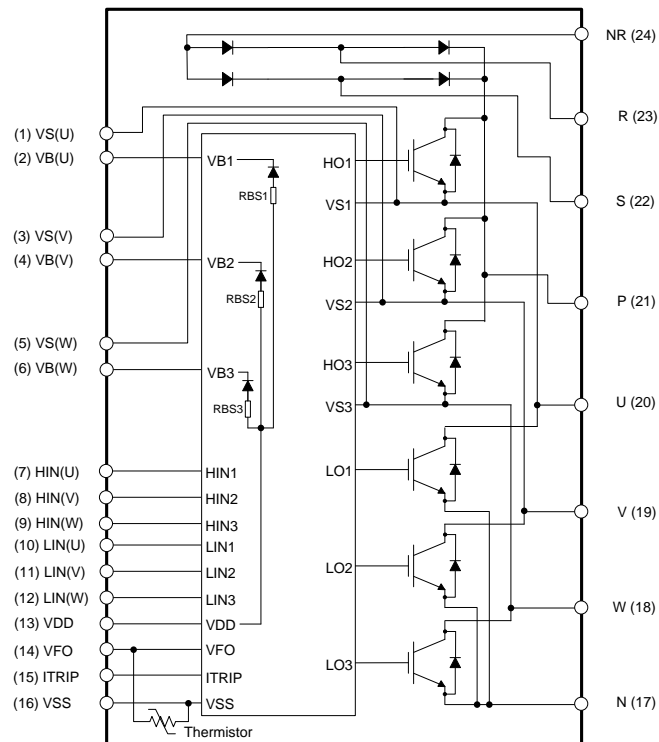 NR (24)
R (23)
S (22)
P (21)
U (20)
V (19)
W (18)
N (17)
(1) VS(U)
(2) VB(U)
(3) VS(V)
(4) VB(V)
(5) VS(W)
(6) VB(W)
(7) HIN(U)
(8) HIN(V)
(9) HIN(W)
(10) LIN(U)
(11) LIN(V)
(12) LIN(W)
(13) VDD
(14) VFO
(15) ITRIP
(16) VSS
VB1
RBS1
VB2
RBS2
VB3
RBS3
HIN1
HIN2
HIN3
LIN1
LIN2
LIN3
VDD
VFO
ITRIP
VSS
HO1
VS1
HO2
VS2
HO3
VS3
LO1
LO2
LO3
Thermistor